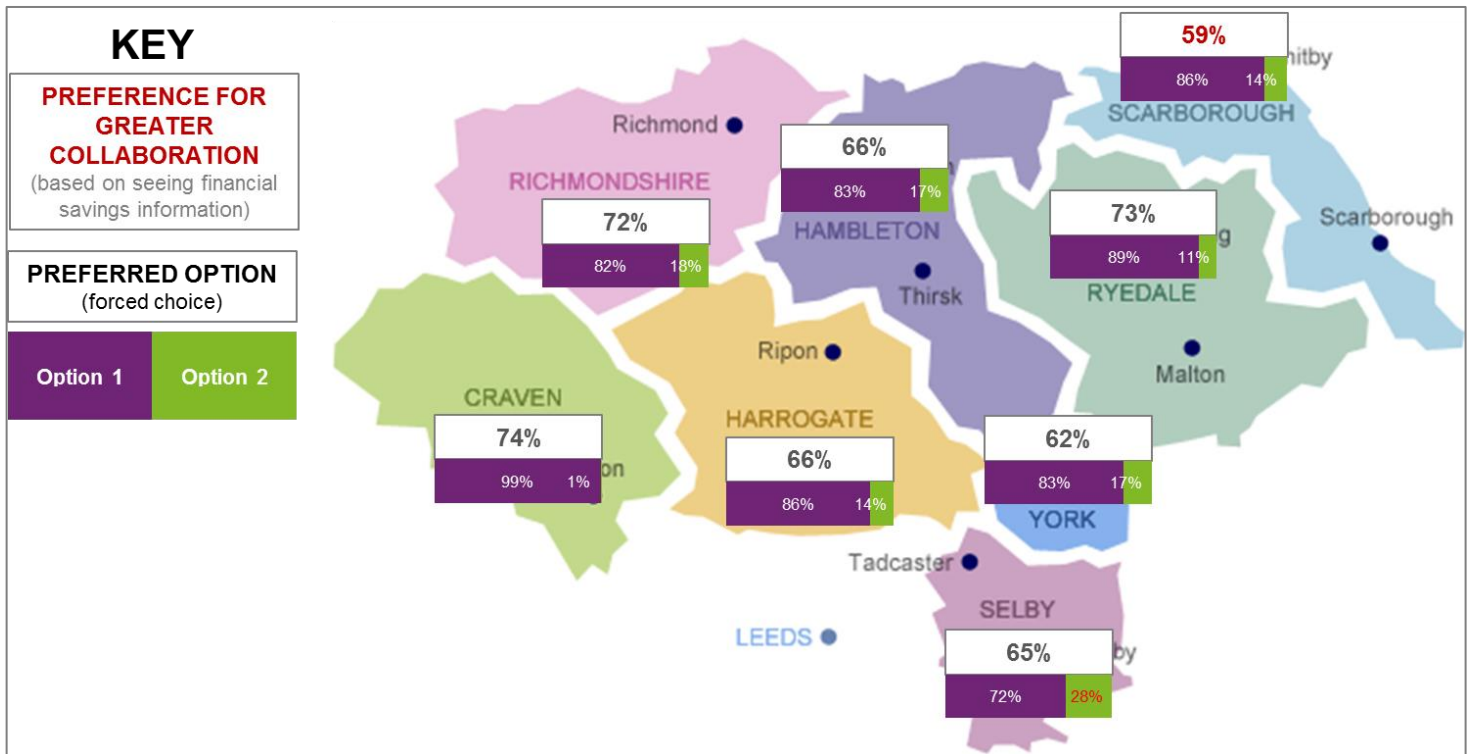 KEY
PREFERENCE FOR
GREATER
COLLABORATION
(based on seeing financial
savings information)
PREFERRED OPTION
(forced choice)
Option 1 Option 2
59%
86% 14%
SCARBOROUGH
Scarborough
Richmond
RICHMONDSHIRE
72%
82% 18%
66%
83% 17%
HAMBLETON
Thirsk
73%
89% 11%
RYEDALE
Malton
CRAVEN
74%
99% 1%
Ripon
HARROGATE
66%
86% 14%
62%
83% 17%
YORK
Tadcaster
SELBY
65%
72% 28%
LEEDS